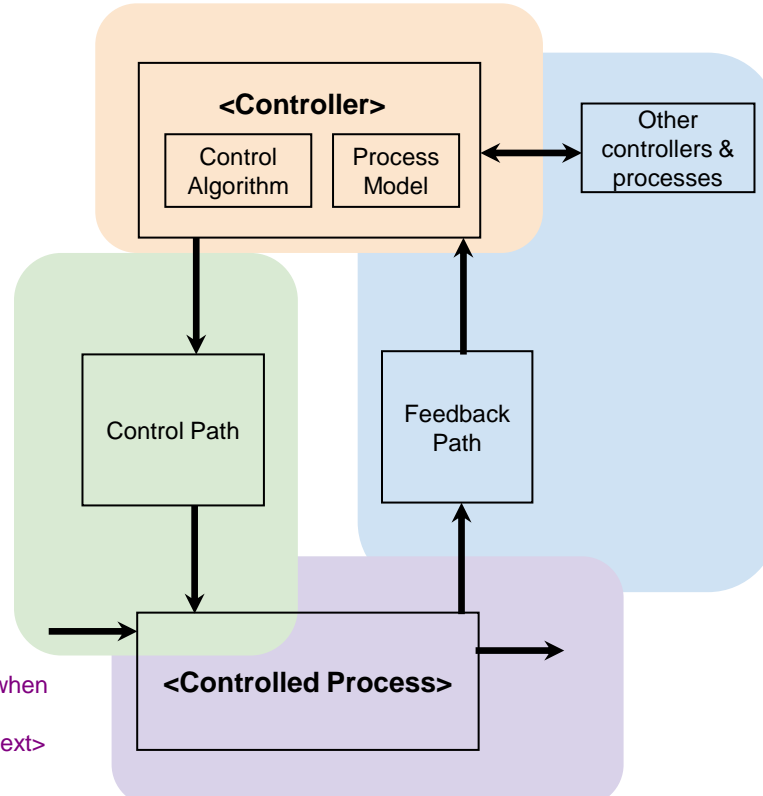 <Controller>
Control
Algorithm
Process
Model
Other
controllers &
processes
Control Path
Feedback
Path
<Controlled Process>
when
ext>